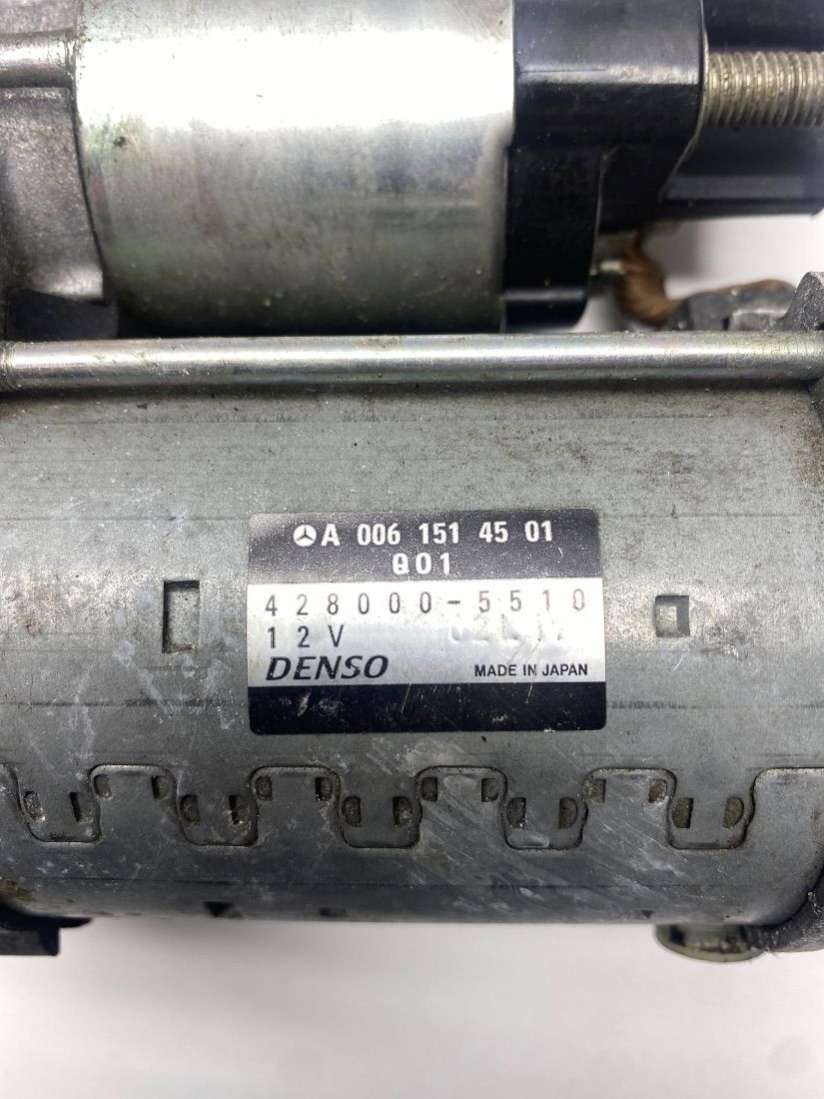 A 006 151 45 01
Q01
428000-5510
12V
DENSO
MADE IN JAPAN